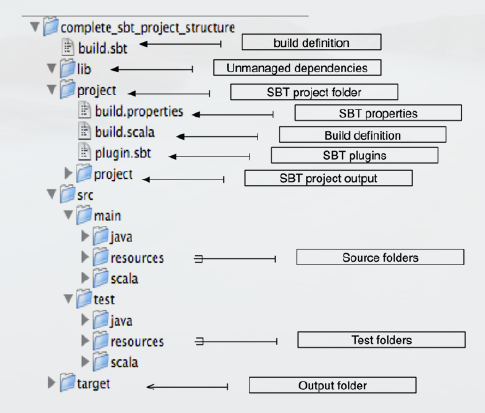 complete_sbt_project_structure
build.sbt build definition
lib Unmanaged dependencies
project SBT project folder
build.properties SBT properties
build.scala Build definition
plugin.sbt SBT plugins
project SBT project output
src
main
java
resources Source folders
scala
test
java
resources Test folders
scala
target Output folder